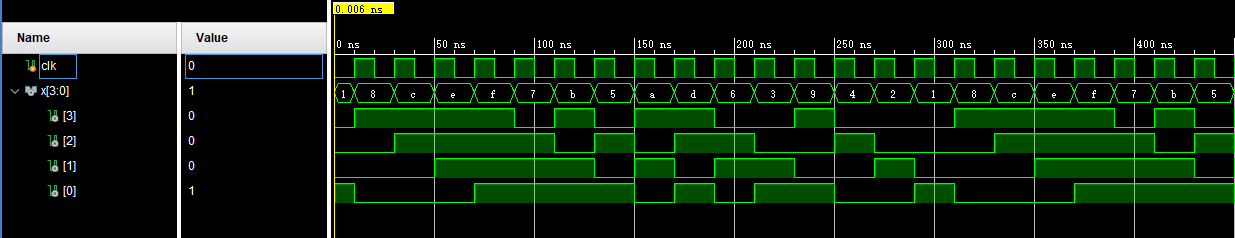 0.006 ns
Name Value
0 ns 50 ns 100 ns 150 ns 200 ns 250 ns 300 ns 350 ns 400 ns
clk 0
x[3:0] 1 1 8 c e f 7 b 5 a d 6 3 9 4 2 1 8 c e f 7 b 5
[3] 0
[2] 0
[1] 0
[0] 1